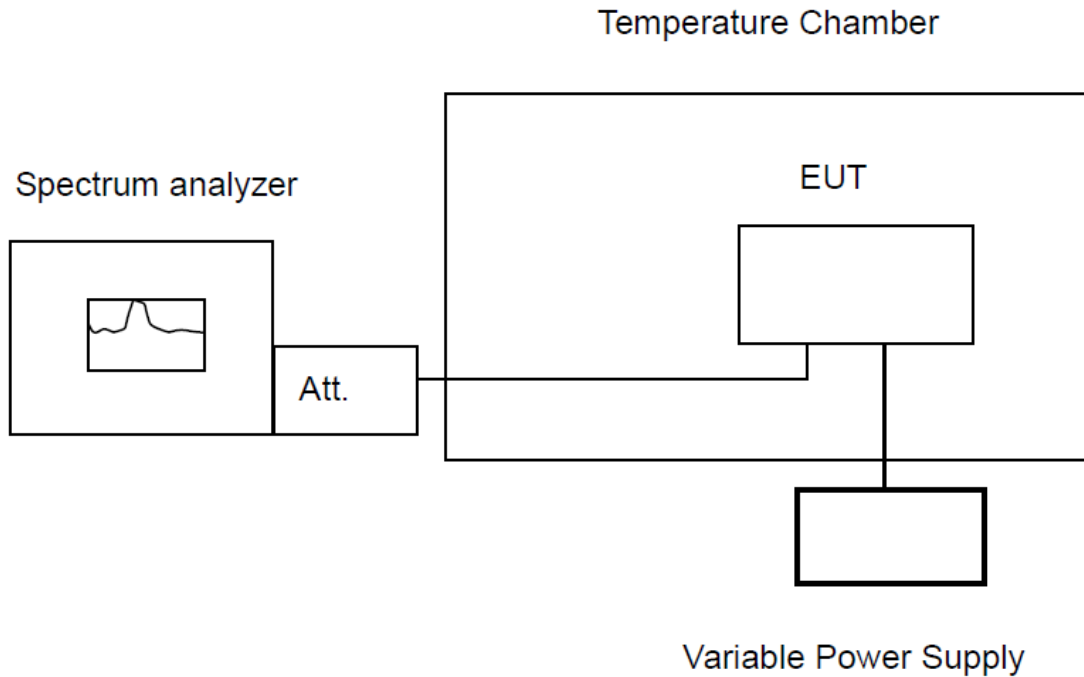 Temperature Chamber
Spectrum analyzer
EUT
Att.
Variable Power Supply